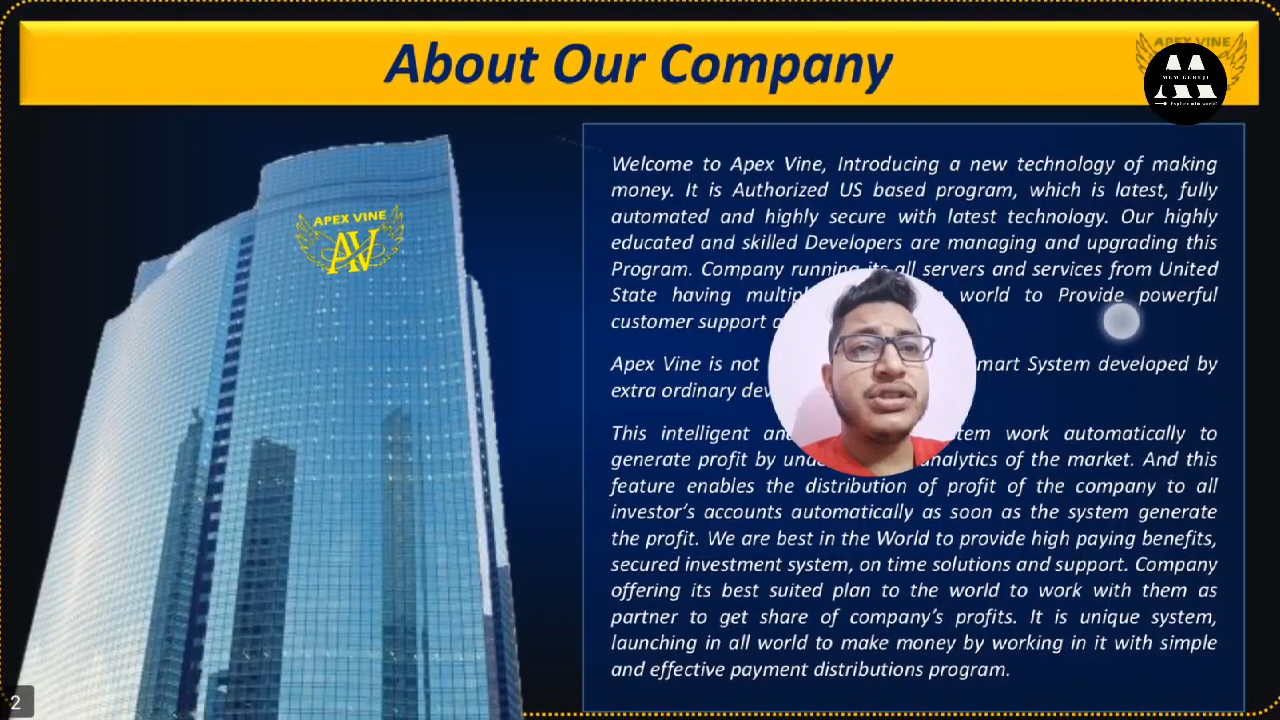 About Our Company
APEX VINE
MLM GURUJI
Explore mlm world!
APEX VINE
AV
Welcome to Apex Vine, Introducing a new technology of making
money. It is Authorized US based program, which is latest, fully
automated and highly secure with latest technology. Our highly
educated and skilled Developers are managing and upgrading this
Program. Company running its all servers and services from United
State having world to Provide powerful
customer support
Apex Vine is not Smart System developed by
extra ordinary
This intelligent work automatically to
generate profit by analytics of the market. And this
feature enables the distribution of profit of the company to all
investor's accounts automatically as soon as the system generate
the profit. We are best in the World to provide high paying benefits,
secured investment system, on time solutions and support. Company
offering its best suited plan to the world to work with them as
partner to get share of company's profits. It is unique system,
launching in all world to make money by working in it with simple
and effective payment distributions program.
2